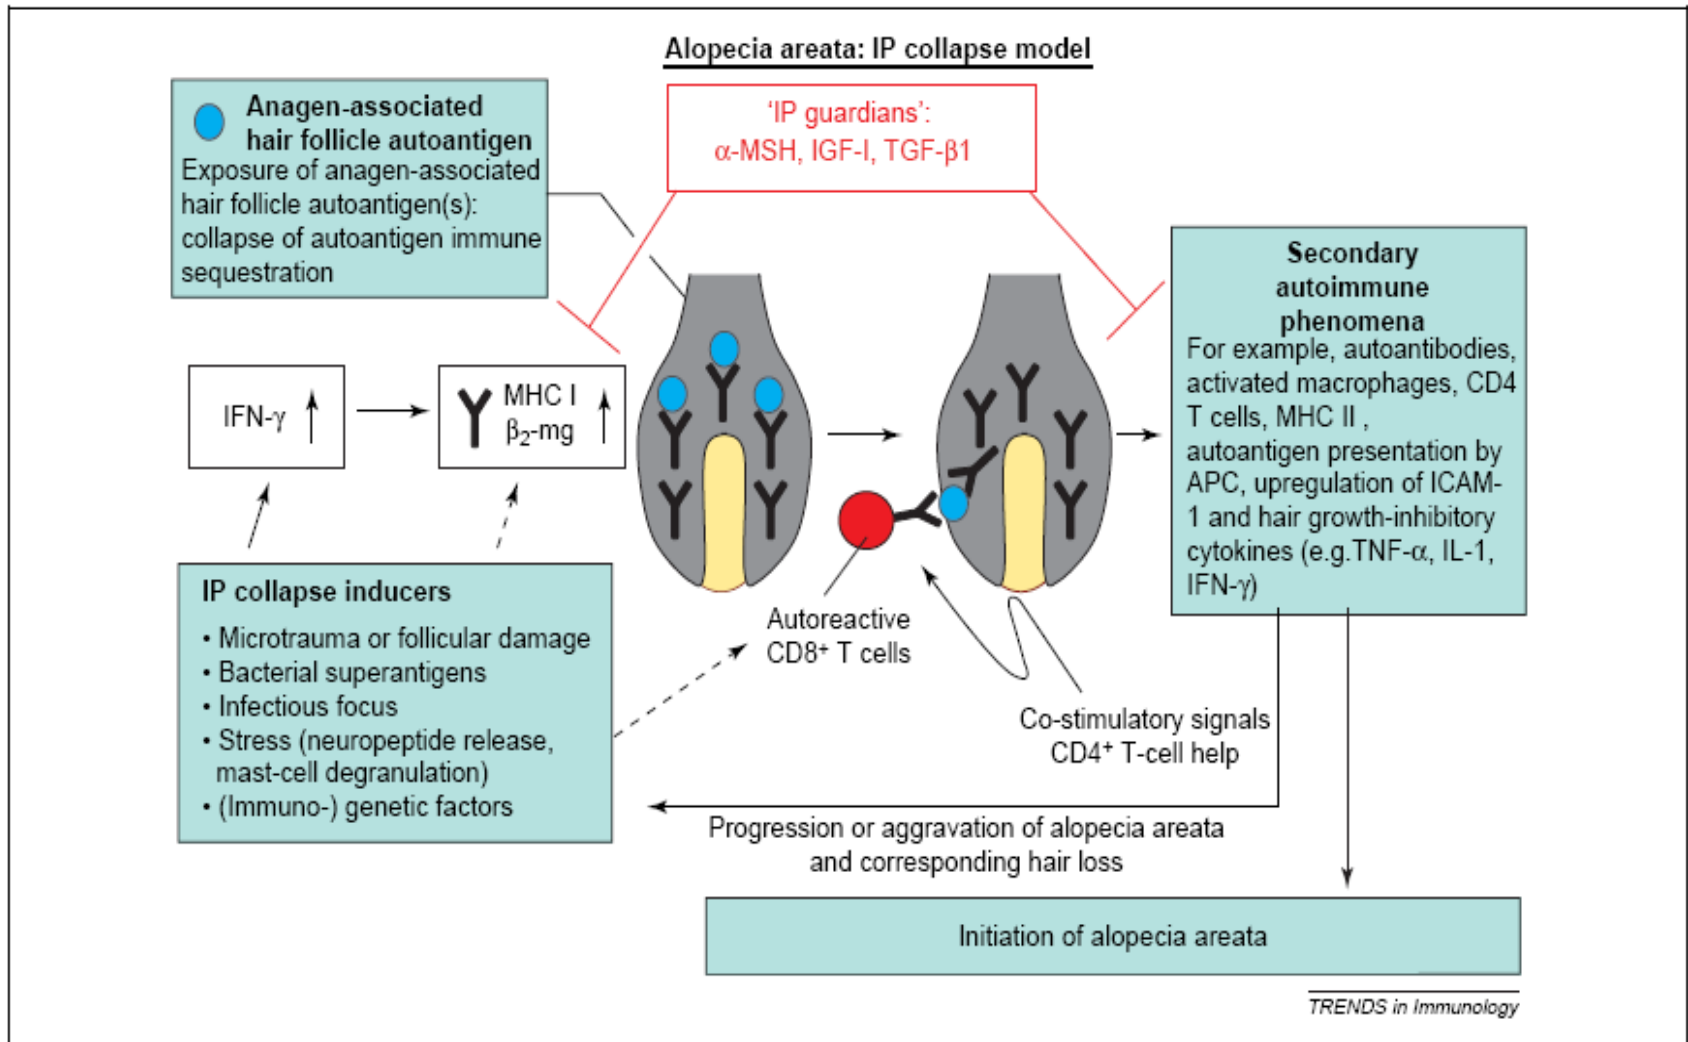 Alopecia areata: IP collapse model
Anagen-associated
hair follicle autoantigen
Exposure of anagen-associated
hair follicle autoantigen(s):
collapse of autoantigen immune
sequestration
‘IP guardians’:
α-MSH, IGF-I, TGF-β1
IFN-γ
MHC I
β₂-mg
Secondary
autoimmune
phenomena
For example, autoantibodies,
activated macrophages, CD4
T cells, MHC II ,
autoantigen presentation by
APC, upregulation of ICAM-
1 and hair growth-inhibitory
cytokines (e.g.TNF-α, IL-1,
IFN-γ)
IP collapse inducers
• Microtrauma or follicular damage
• Bacterial superantigens
• Infectious focus
• Stress (neuropeptide release,
mast-cell degranulation)
• (Immuno-) genetic factors
Autoreactive
CD8⁺ T cells
Co-stimulatory signals
CD4⁺ T-cell help
Progression or aggravation of alopecia areata
and corresponding hair loss
Initiation of alopecia areata
TRENDS in Immunology